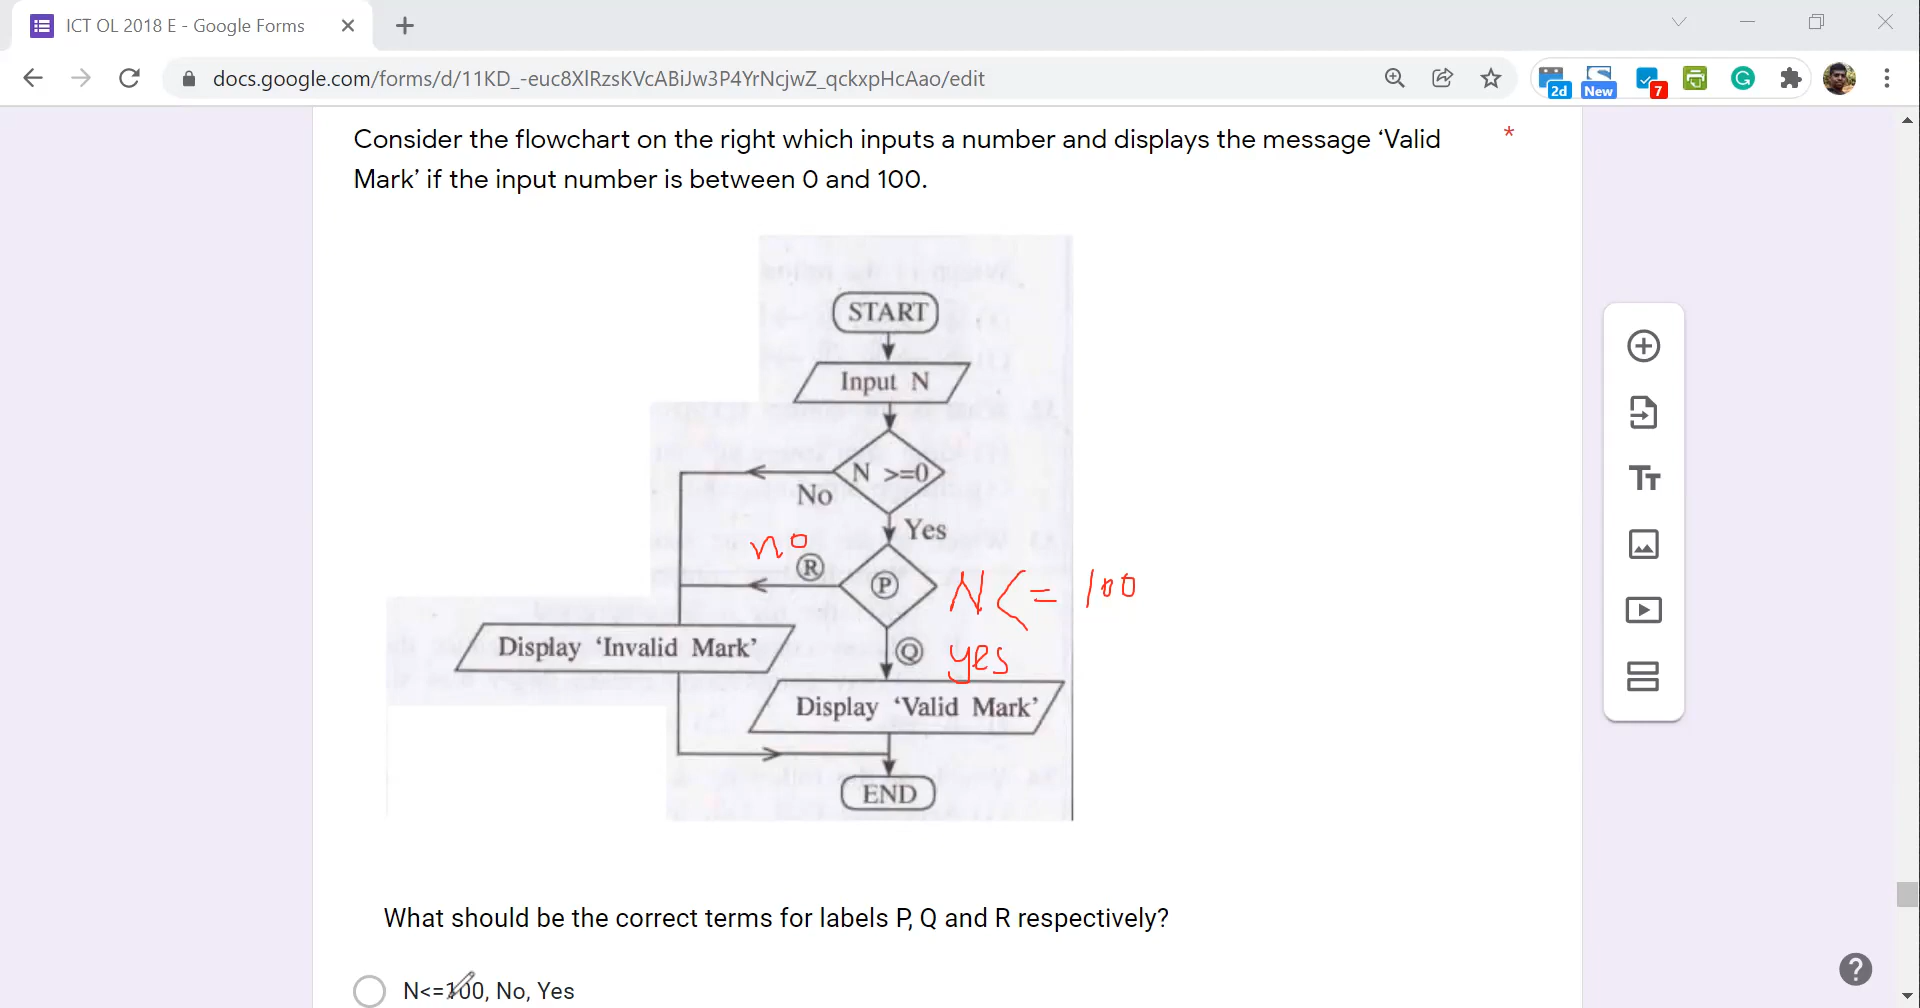 ICT OL 2018 E - Google Forms
docs.google.com/forms/d/11KD_-euc8XlRzsKVcABiJw3P4YrNcjwZ_qckxpHcAao/edit
2d
New
7
Consider the flowchart on the right which inputs a number and displays the message ‘Valid *
Mark’ if the input number is between 0 and 100.
START
Input N
N >=0
No
Yes
no
R
P
N <= 100
Display ‘Invalid Mark’
Q
yes
Display ‘Valid Mark’
END
What should be the correct terms for labels P, Q and R respectively?
N<=100, No, Yes